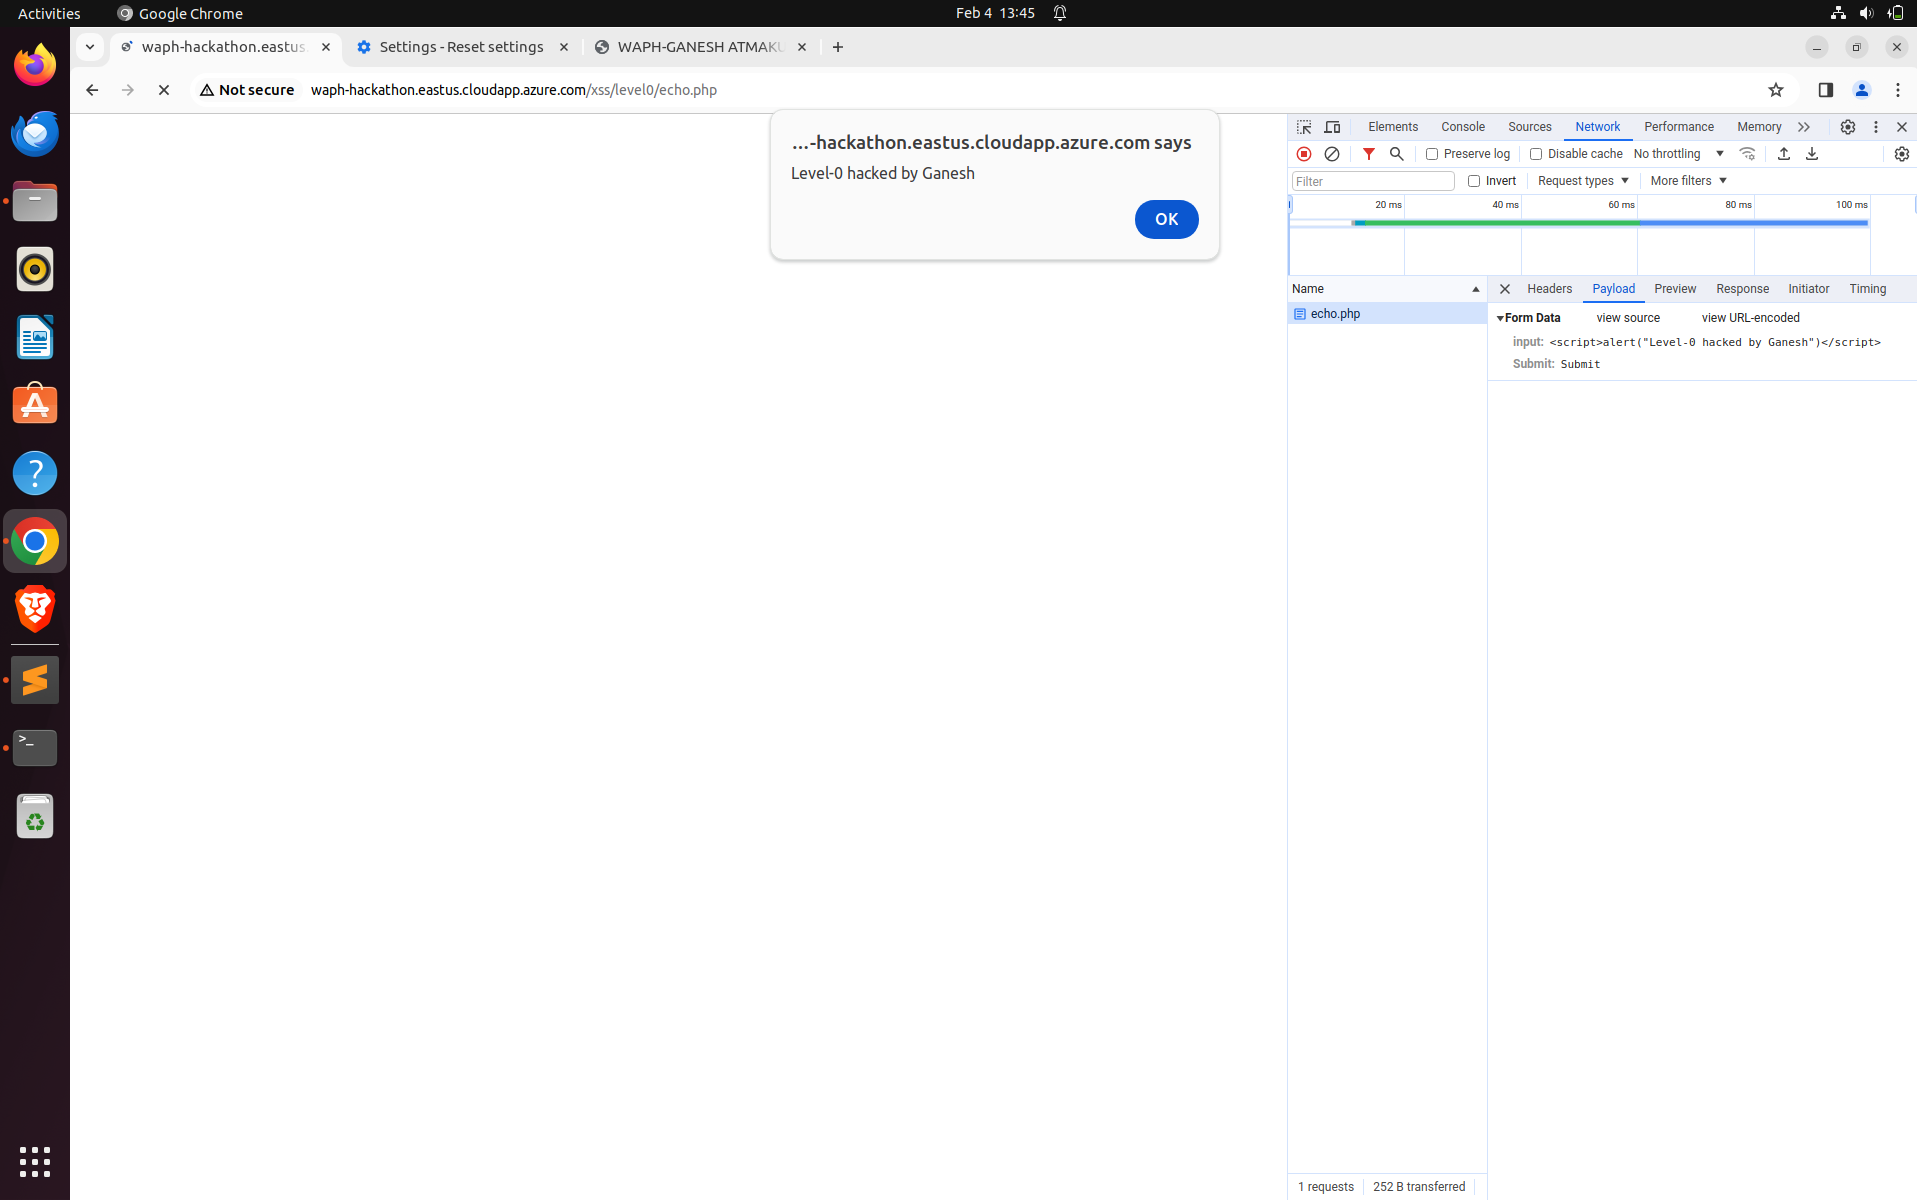 Activities Google Chrome Feb 4 13:45
waph-hackathon.eastus Settings - Reset settings WAPH-GANESH ATMAKU
Not secure waph-hackathon.eastus.cloudapp.azure.com/xss/level0/echo.php
...-hackathon.eastus.cloudapp.azure.com says
Level-0 hacked by Ganesh
OK
Elements Console Sources Network Performance Memory
Preserve log Disable cache No throttling
Filter Invert Request types More filters
20 ms 40 ms 60 ms 80 ms 100 ms
Name Headers Payload Preview Response Initiator Timing
echo.php Form Data view source view URL-encoded
input: <script>alert("Level-0 hacked by Ganesh")</script>
Submit: Submit
1 requests 252 B transferred